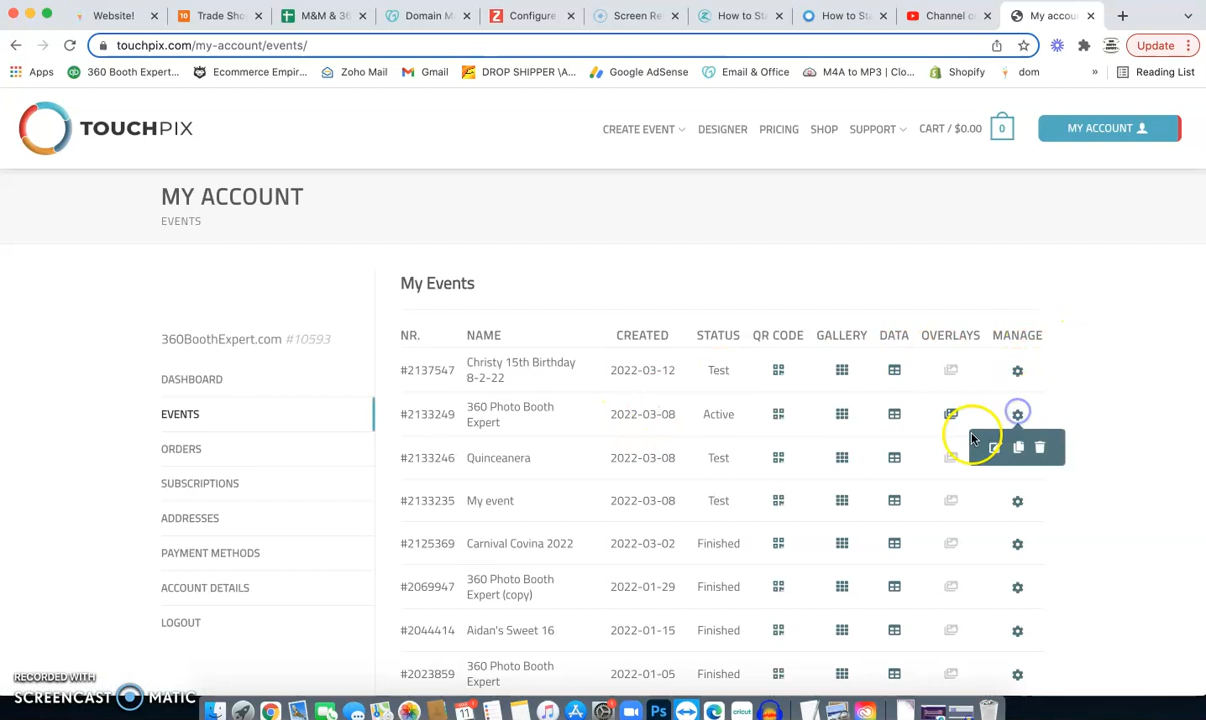 Website!
Trade Sho
M&M & 36
Domain M
Configure
Screen Re
How to Sta
How to Sta
Channel c
My accou
touchpix.com/my-account/events/
Update
Apps
360 Booth Expert...
Ecommerce Empir...
Zoho Mail
Gmail
DROP SHIPPER \A...
Google AdSense
Email & Office
M4A to MP3 | Clo...
Shopify
dom
»
Reading List
TOUCHPIX
CREATE EVENT
DESIGNER
PRICING
SHOP
SUPPORT
CART / $0.00
0
MY ACCOUNT
MY ACCOUNT
EVENTS
My Events
360BoothExpert.com #10593
DASHBOARD
EVENTS
ORDERS
SUBSCRIPTIONS
ADDRESSES
PAYMENT METHODS
ACCOUNT DETAILS
LOGOUT
NR. NAME CREATED STATUS QR CODE GALLERY DATA OVERLAYS MANAGE
#2137547 Christy 15th Birthday 2022-03-12 Test
8-2-22
#2133249 360 Photo Booth 2022-03-08 Active
Expert
#2133246 Quinceanera 2022-03-08 Test
#2133235 My event 2022-03-08 Test
#2125369 Carnival Covina 2022 2022-03-02 Finished
#2069947 360 Photo Booth 2022-01-29 Finished
Expert (copy)
#2044414 Aidan's Sweet 16 2022-01-15 Finished
#2023859 360 Photo Booth 2022-01-05 Finished
Expert
RECORDED WITH
SCREENCAST MATIC
11
Ps
cricut